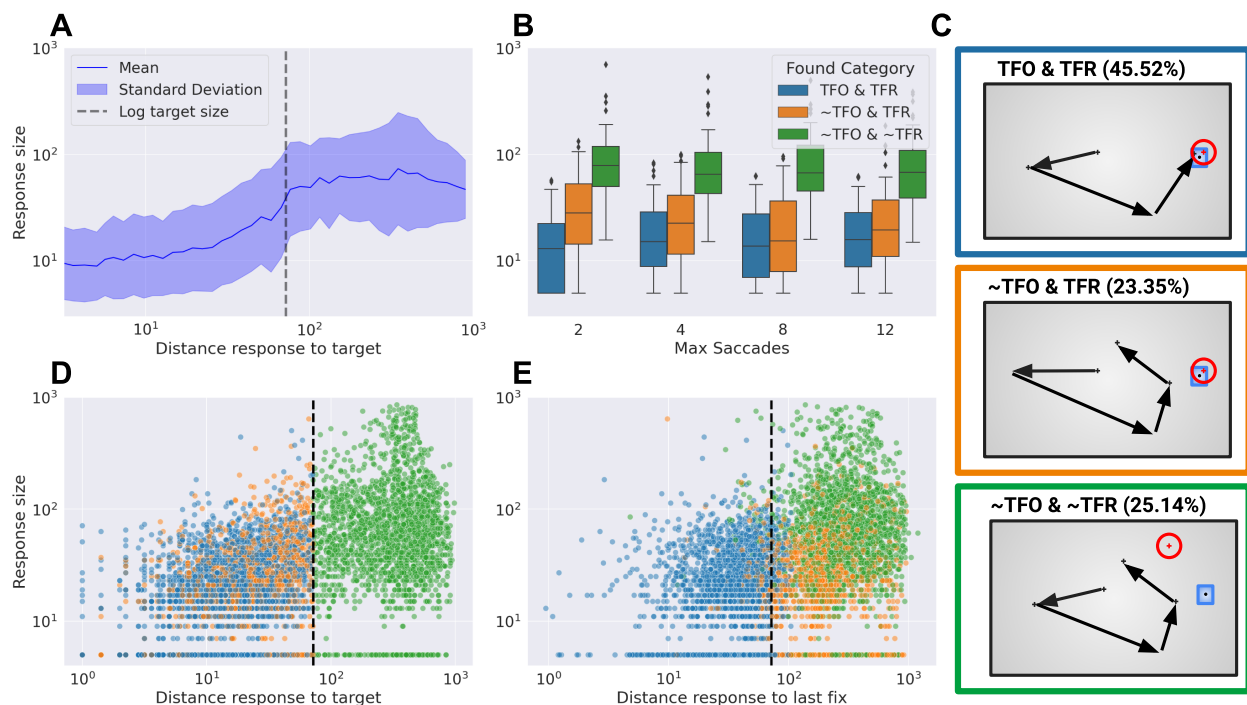 A
B
C
10³
10²
10¹
Response size
Mean
Standard Deviation
Log target size
10¹
10²
10³
Distance response to target
10³
10²
10¹
Found Category
TFO & TFR
~TFO & TFR
~TFO & ~TFR
2
4
8
12
Max Saccades
TFO & TFR (45.52%)
~TFO & TFR (23.35%)
~TFO & ~TFR (25.14%)
D
E
10³
10²
10¹
Response size
10⁰
10¹
10²
10³
Distance response to target
10³
10²
10¹
10⁰
10¹
10²
10³
Distance response to last fix